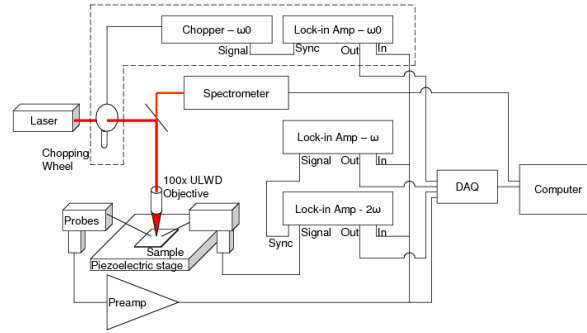 Chopper – ω0
Lock-in Amp – ω0
Signal
Sync
Out
In
Laser
Spectrometer
Chopping
Wheel
Lock-in Amp – ω
100x ULWD
Objective
Signal
Out
In
DAQ
Computer
Probes
Lock-in Amp - 2ω
Sync
Signal
Out
In
Sample
Piezoelectric stage
Preamp